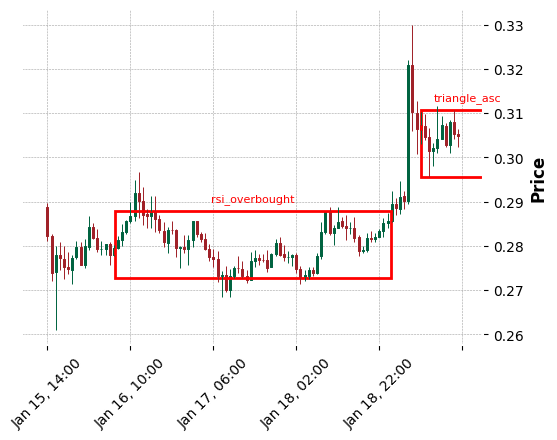 0.33
0.32
triangle_asc
0.31
0.30
rsi_overbought
0.29
0.28
0.27
0.26
Price
Jan 15, 14:00
Jan 16, 10:00
Jan 17, 06:00
Jan 18, 02:00
Jan 18, 22:00